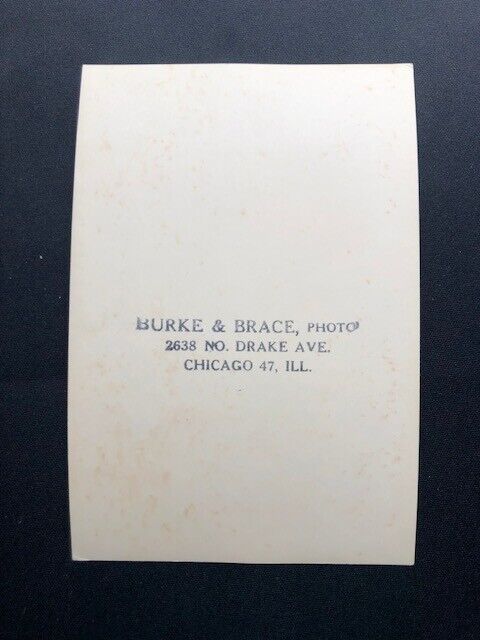 BURKE & BRACE, PHOTO
2638 NO. DRAKE AVE.
CHICAGO 47, ILL.